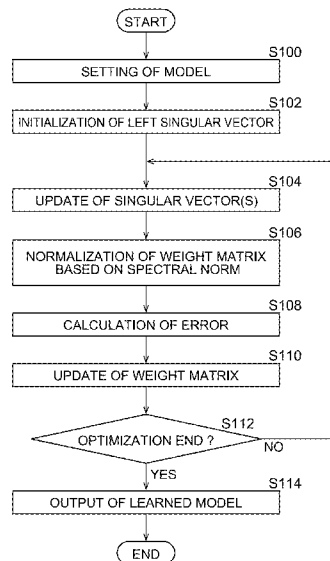 START
S100
SETTING OF MODEL
S102
INITIALIZATION OF LEFT SINGULAR VECTOR
S104
UPDATE OF SINGULAR VECTOR(S)
S106
NORMALIZATION OF WEIGHT MATRIX
BASED ON SPECTRAL NORM
S108
CALCULATION OF ERROR
S110
UPDATE OF WEIGHT MATRIX
S112
OPTIMIZATION END ?
NO
YES
S114
OUTPUT OF LEARNED MODEL
END